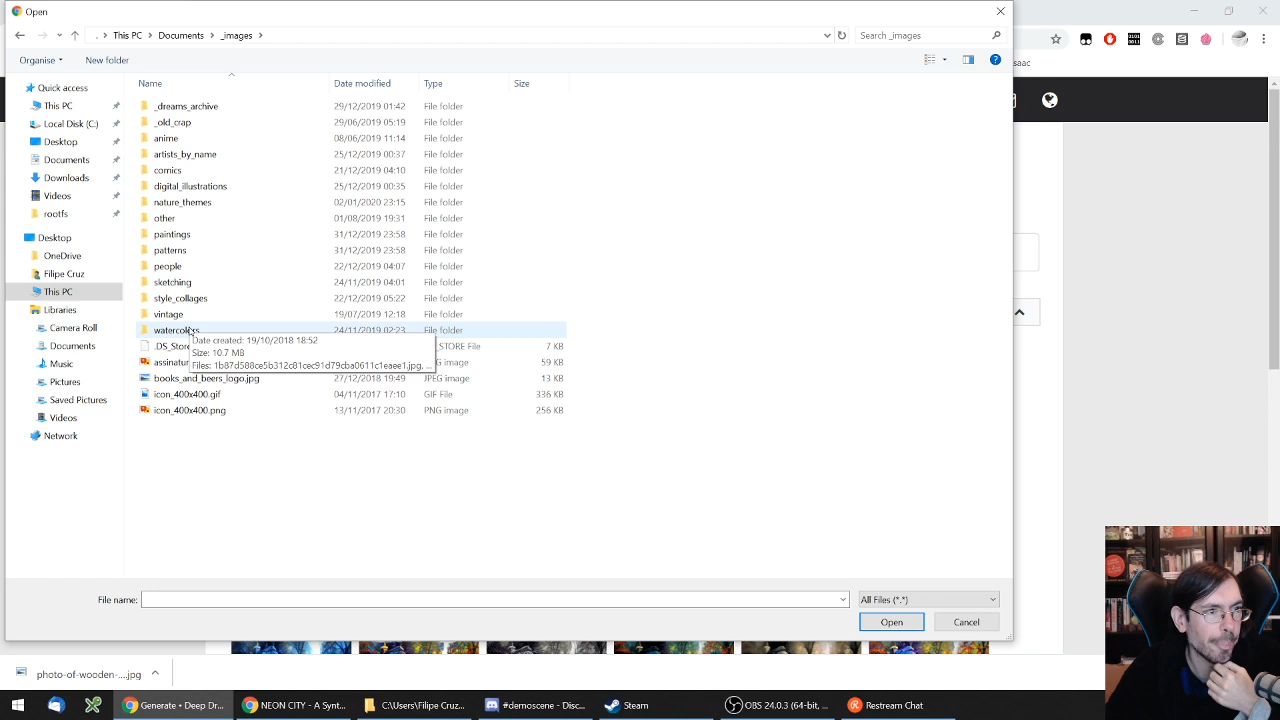 Open
This PC > Documents > _images >
Search _images
Organise
New folder
saac
Name
Date modified
Type
Size
Quick access
This PC
Local Disk (C:)
Desktop
Documents
Downloads
Videos
rootfs
Desktop
OneDrive
Filipe Cruz
This PC
Libraries
Camera Roll
Documents
Music
Pictures
Saved Pictures
Videos
Network
_dreams_archive 29/12/2019 01:42 File folder
_old_crap 29/06/2019 05:19 File folder
anime 08/06/2019 11:14 File folder
artists_by_name 25/12/2019 00:37 File folder
comics 21/12/2019 04:10 File folder
digital_illustrations 25/12/2019 00:35 File folder
nature_themes 02/01/2020 23:15 File folder
other 01/08/2019 19:31 File folder
paintings 31/12/2019 23:58 File folder
patterns 31/12/2019 23:58 File folder
people 22/12/2019 04:07 File folder
sketching 24/11/2019 04:01 File folder
style_collages 22/12/2019 05:22 File folder
vintage 19/07/2019 12:18 File folder
24/11/2019 02:23 File folder
Date created: 19/10/2018 18:52
Size: 10.7 MB
Files: 1b87d588ce5b312c81cec91d79cba0611c1eaee1.jpg, ...
.DS_Store _STORE File 7 KB
assinatur G image 59 KB
books_and_beers_logo.jpg 27/12/2018 19:49 JPEG image 13 KB
icon_400x400.gif 04/11/2017 17:10 GIF File 336 KB
icon_400x400.png 13/11/2017 20:30 PNG image 256 KB
File name:
All Files (*.*)
Open
Cancel
photo-of-wooden-....jpg
Generate • Deep Dr...
NEON CITY - A Synt...
C:\Users\Filipe Cruz...
#demoscene - Disc...
Steam
OBS 24.0.3 (64-bit, ...
Restream Chat